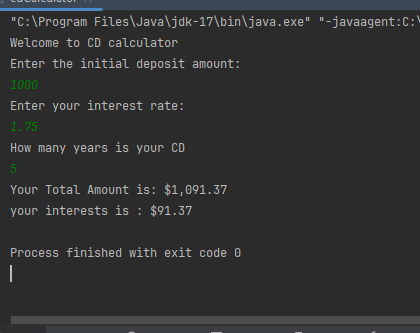 "C:\Program Files\Java\jdk-17\bin\java.exe" "-javaagent:C:\
Welcome to CD calculator
Enter the initial deposit amount:
1000
Enter your interest rate:
1.75
How many years is your CD
5
Your Total Amount is: $1,091.37
your interests is : $91.37
Process finished with exit code 0